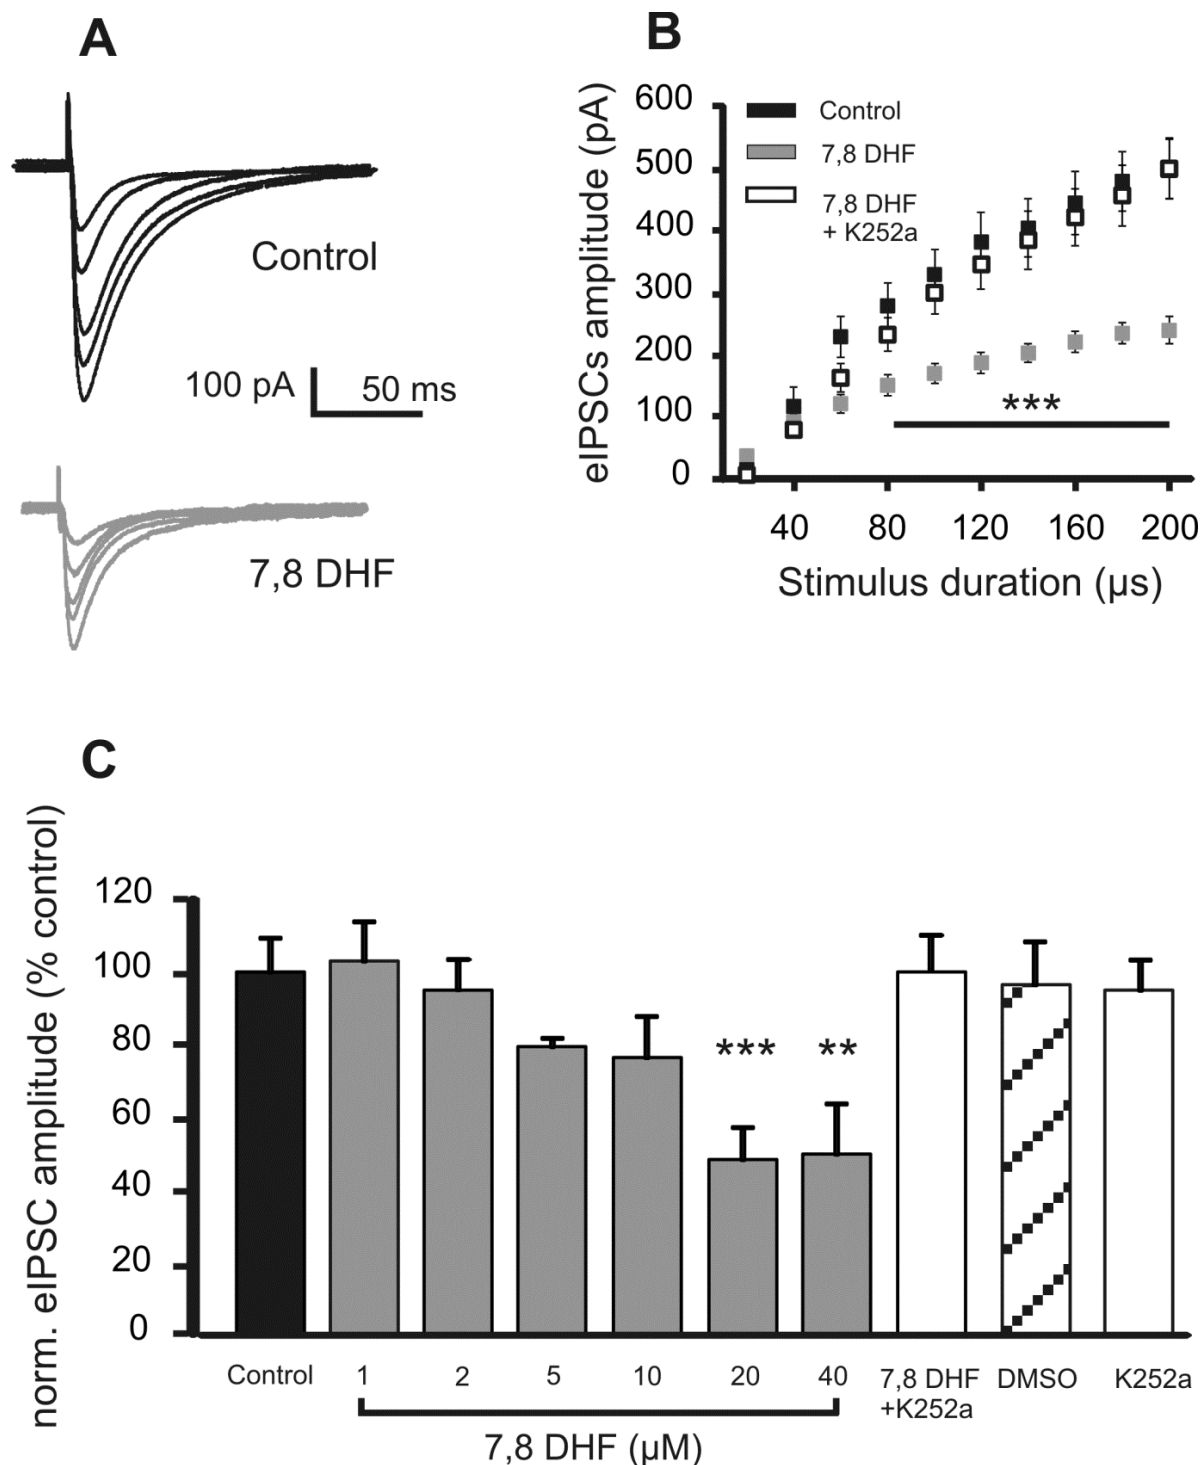 A
Control
100 pA
50 ms
7,8 DHF
B
eIPSCs amplitude (pA)
600
500
400
300
200
100
0
Control
7,8 DHF
7,8 DHF
+ K252a
***
40 80 120 160 200
Stimulus duration (µs)
C
norm. eIPSC amplitude (% control)
120
100
80
60
40
20
0
*** **
Control 1 2 5 10 20 40 7,8 DHF DMSO K252a
+K252a
7,8 DHF (µM)